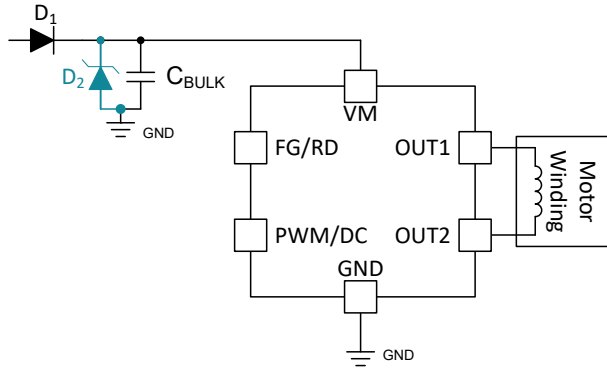 D1
D2
CBULK
GND
VM
FG/RD
OUT1
PWM/DC
OUT2
GND
Motor
Winding
GND